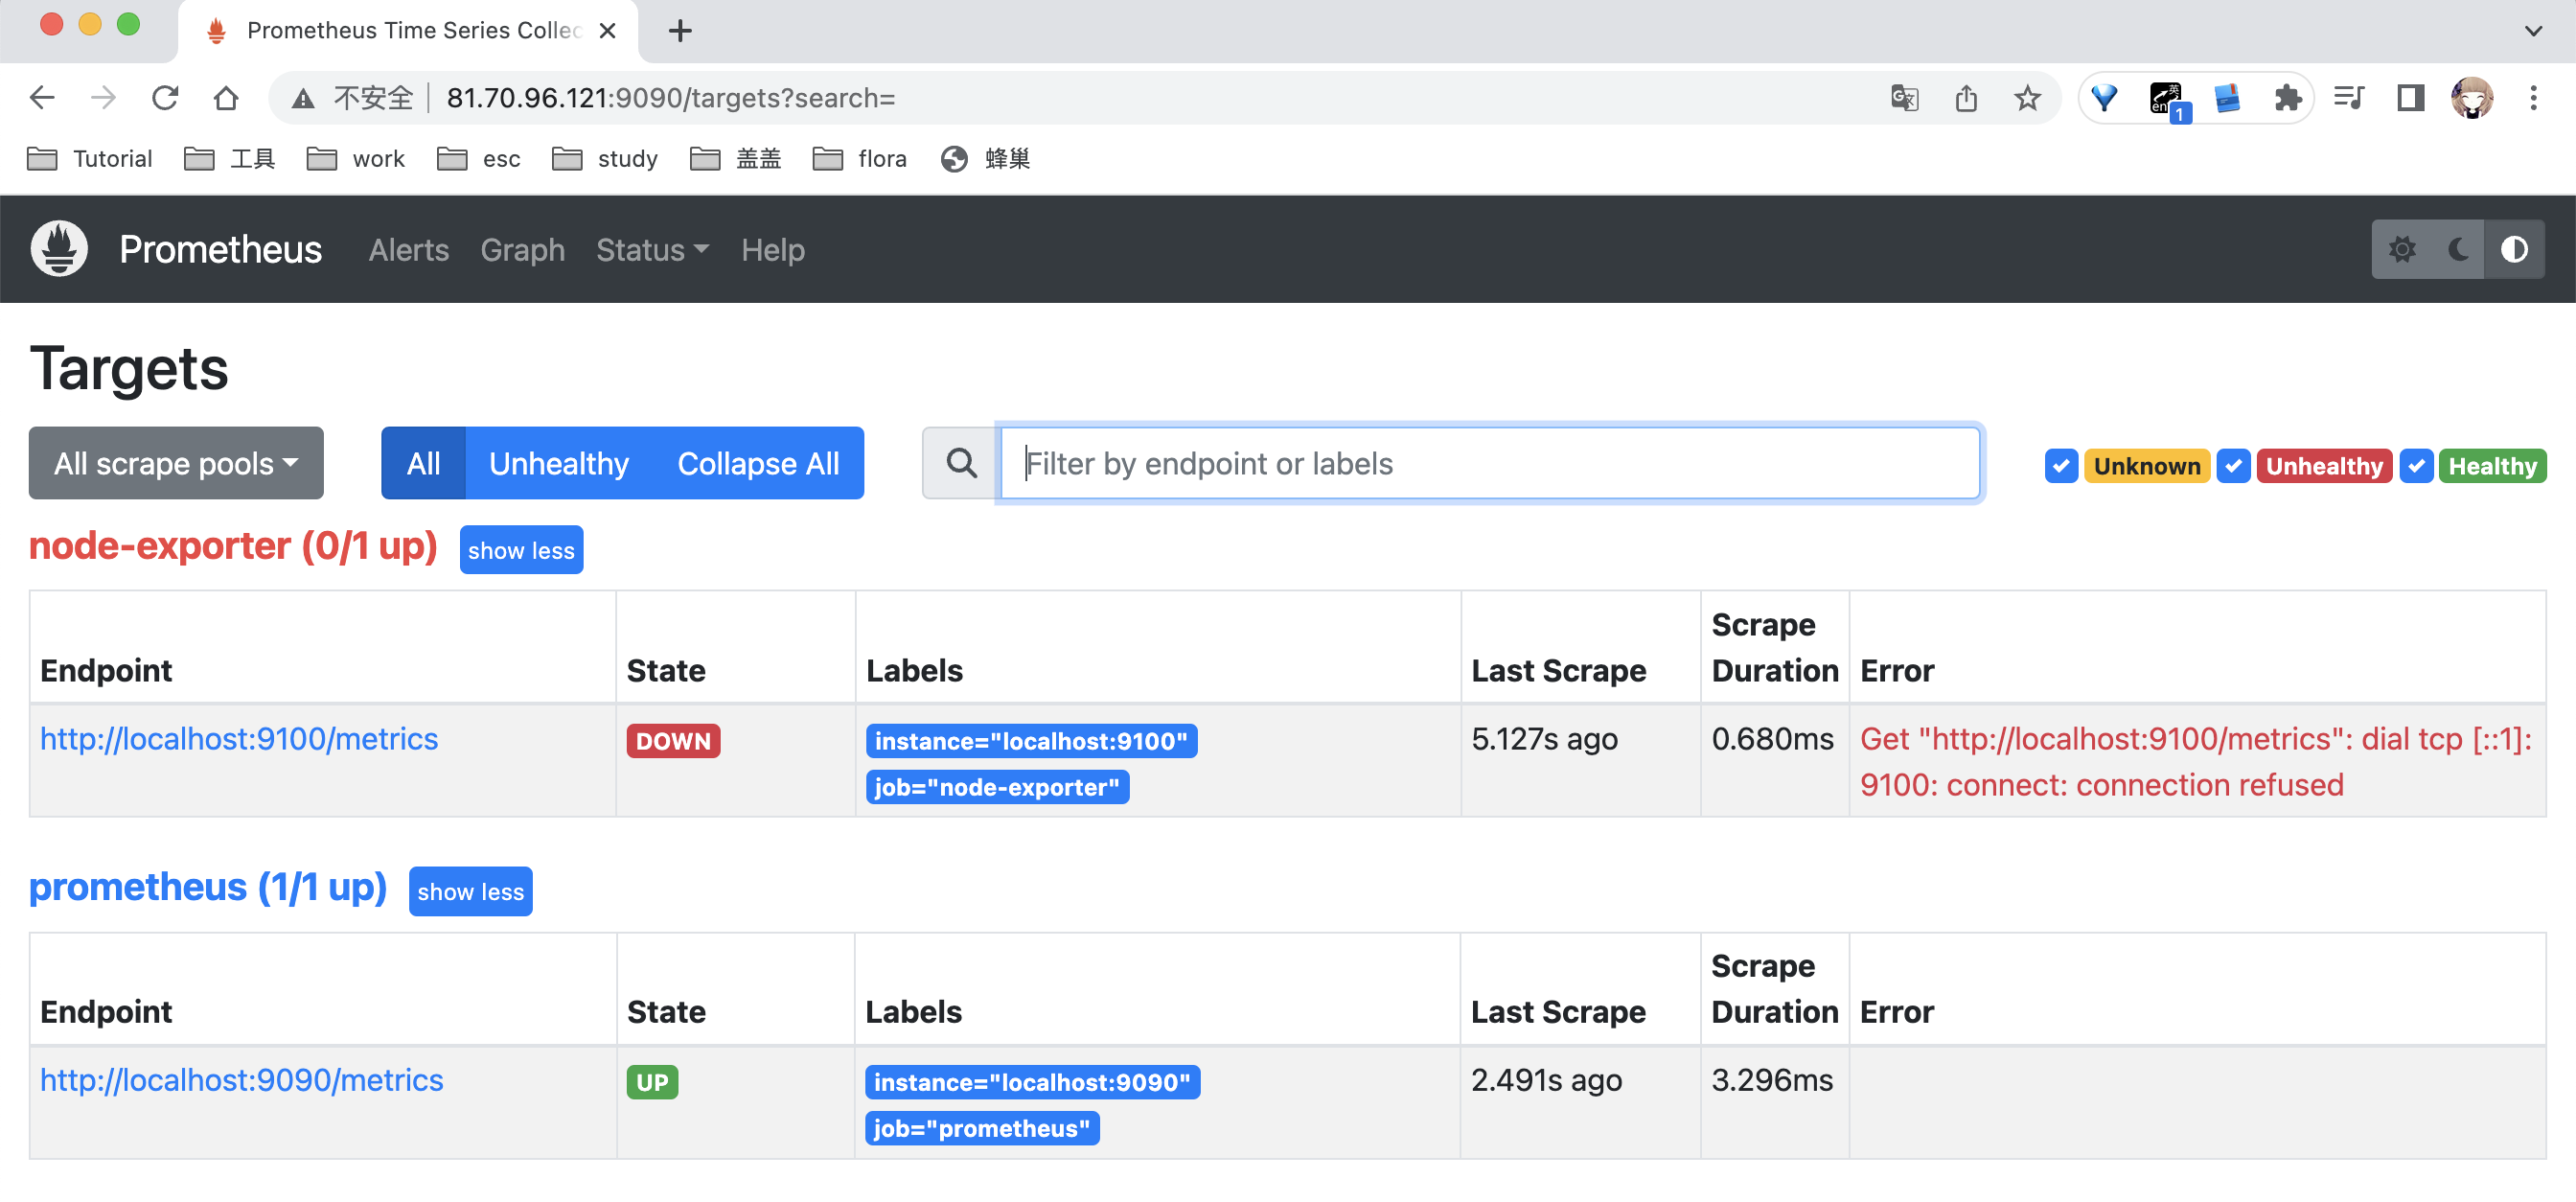 Prometheus Time Series Collec
不安全 81.70.96.121:9090/targets?search=
Tutorial 工具 work esc study 盖盖 flora 蜂巢
Prometheus Alerts Graph Status Help
Targets
All scrape pools All Unhealthy Collapse All Filter by endpoint or labels Unknown Unhealthy Healthy
node-exporter (0/1 up) show less
Endpoint State Labels Last Scrape Scrape Duration Error
http://localhost:9100/metrics DOWN instance="localhost:9100" 5.127s ago 0.680ms Get "http://localhost:9100/metrics": dial tcp [::1]:
job="node-exporter" 9100: connect: connection refused
prometheus (1/1 up) show less
Endpoint State Labels Last Scrape Scrape Duration Error
http://localhost:9090/metrics UP instance="localhost:9090" 2.491s ago 3.296ms
job="prometheus"